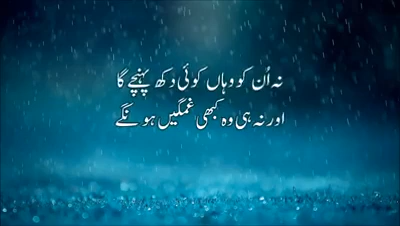 نہ اُن کو وہاں کوئی دکھ پہنچے گا
اور نہ ہی وہ کبھی غمگیں ہونگے